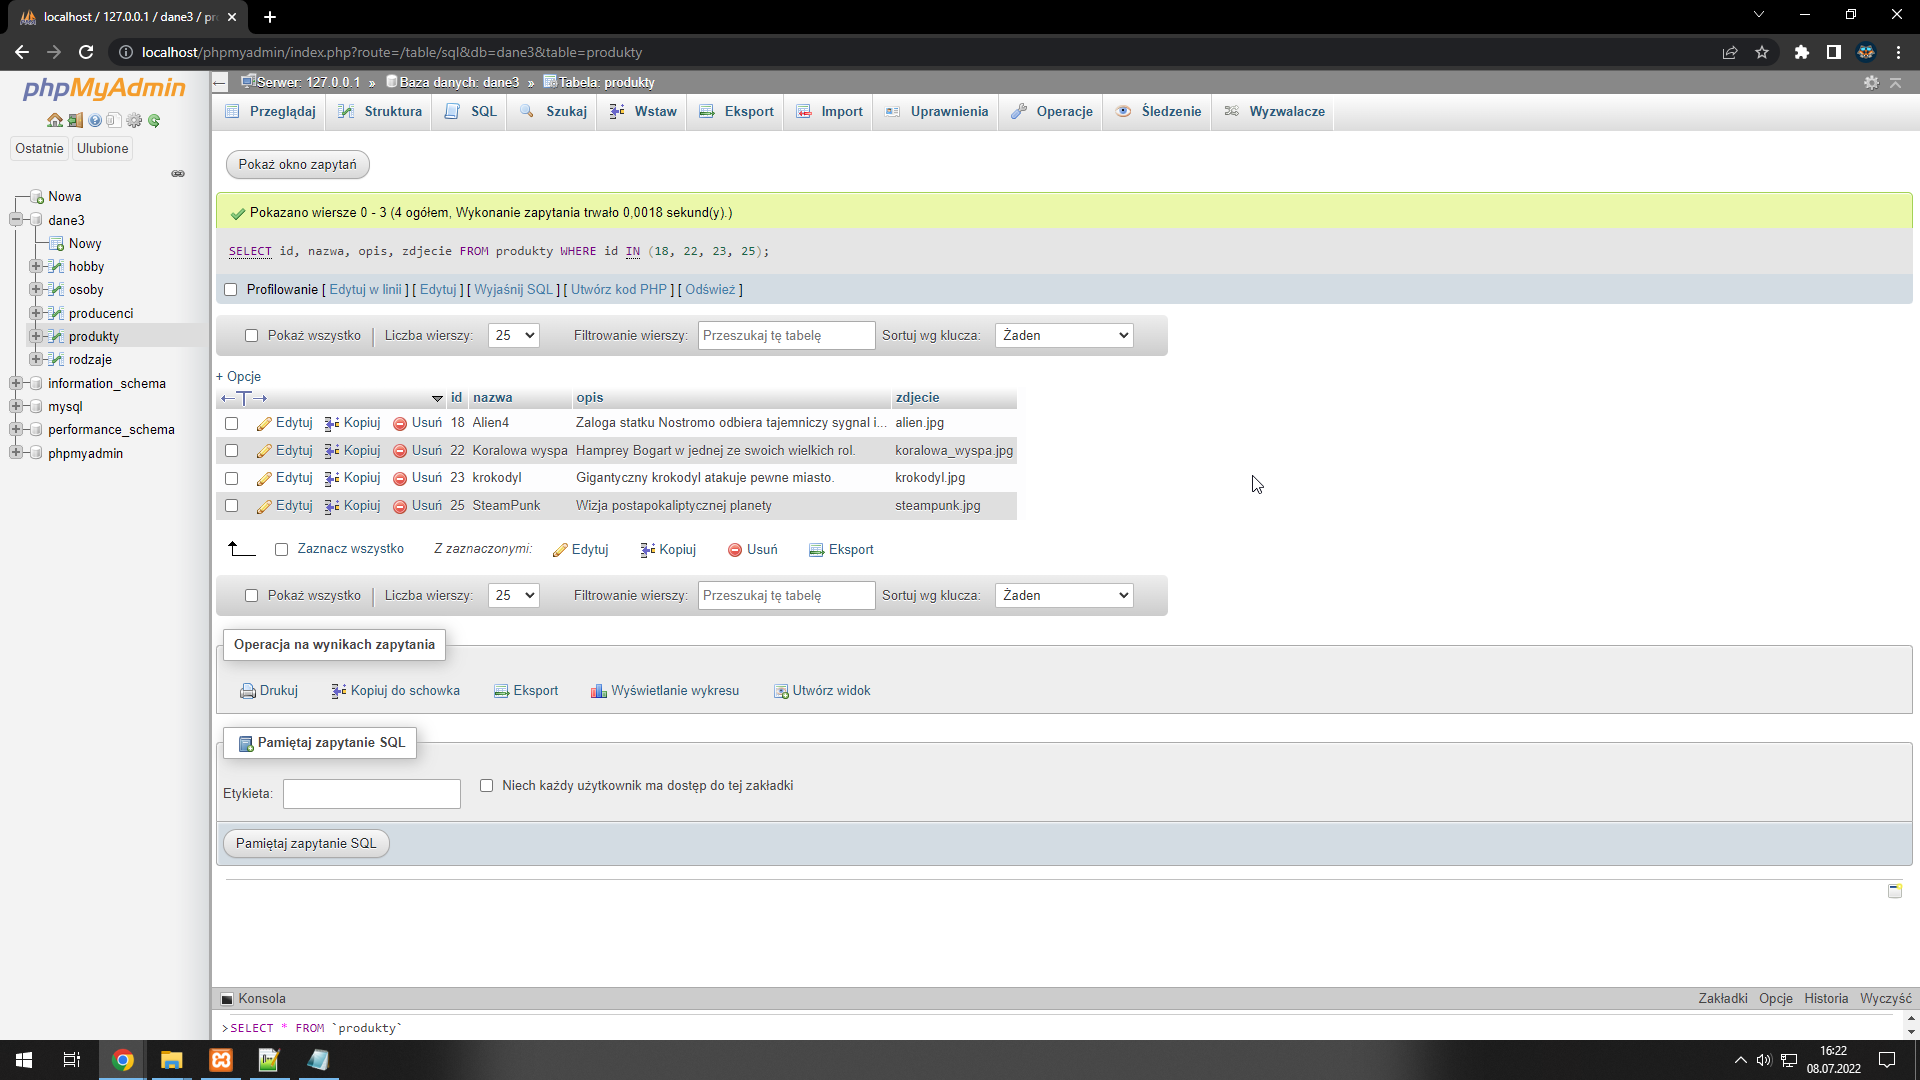 localhost / 127.0.0.1 / dane3 / pr
localhost/phpmyadmin/index.php?route=/table/sql&db=dane3&table=produkty
phpMyAdmin
Ostatnie Ulubione
Nowa
dane3
Nowy
hobby
osoby
producenci
produkty
rodzaje
information_schema
mysql
performance_schema
phpmyadmin
Serwer: 127.0.0.1 » Baza danych: dane3 » Tabela: produkty
Przeglądaj Struktura SQL Szukaj Wstaw Eksport Import Uprawnienia Operacje Śledzenie Wyzwalacze
Pokaż okno zapytań
Pokazano wiersze 0 - 3 (4 ogółem, Wykonanie zapytania trwało 0,0018 sekund(y).)
SELECT id, nazwa, opis, zdjecie FROM produkty WHERE id IN (18, 22, 23, 25);
Profilowanie [ Edytuj w linii ] [ Edytuj ] [ Wyjaśnij SQL ] [ Utwórz kod PHP ] [ Odśwież ]
Pokaż wszystko | Liczba wierszy: 25 Filtrowanie wierszy: Przeszukaj tę tabelę Sortuj wg klucza: Żaden
+ Opcje
←T→ id nazwa opis zdjecie
Edytuj Kopiuj Usuń 18 Alien4 Zaloga statku Nostromo odbiera tajemniczy sygnal i... alien.jpg
Edytuj Kopiuj Usuń 22 Koralowa wyspa Hamprey Bogart w jednej ze swoich wielkich rol. koralowa_wyspa.jpg
Edytuj Kopiuj Usuń 23 krokodyl Gigantyczny krokodyl atakuje pewne miasto. krokodyl.jpg
Edytuj Kopiuj Usuń 25 SteamPunk Wizja postapokaliptycznej planety steampunk.jpg
Zaznacz wszystko Z zaznaczonymi: Edytuj Kopiuj Usuń Eksport
Pokaż wszystko | Liczba wierszy: 25 Filtrowanie wierszy: Przeszukaj tę tabelę Sortuj wg klucza: Żaden
Operacja na wynikach zapytania
Drukuj Kopiuj do schowka Eksport Wyświetlanie wykresu Utwórz widok
Pamiętaj zapytanie SQL
Etykieta: Niech każdy użytkownik ma dostęp do tej zakładki
Pamiętaj zapytanie SQL
Konsola Zakładki Opcje Historia Wyczyść
>SELECT * FROM `produkty`
16:22
08.07.2022